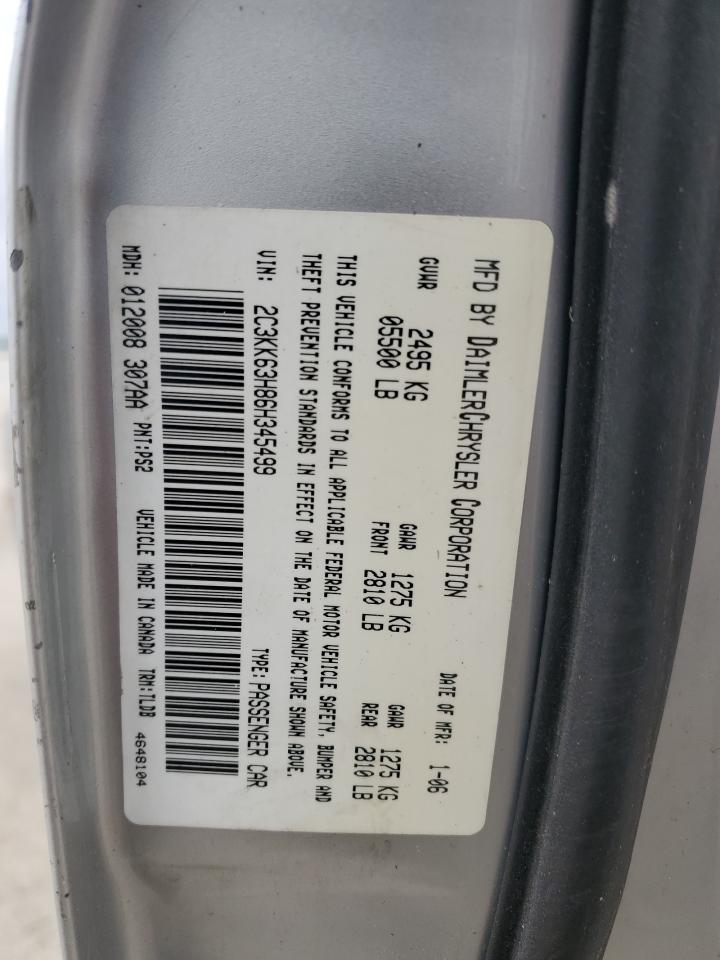 MFD BY DAIMLERCHRYSLER CORPORATION DATE OF MFR: 1-06
GVWR 2495 KG GAWR 1275 KG GAWR 1275 KG
05500 LB FRONT 2810 LB REAR 2810 LB
THIS VEHICLE CONFORMS TO ALL APPLICABLE FEDERAL MOTOR VEHICLE SAFETY, BUMPER AND
THEFT PREVENTION STANDARDS IN EFFECT ON THE DATE OF MANUFACTURE SHOWN ABOVE.
VIN: 2C3KK63H86H345499 TYPE: PASSENGER CAR
MDH: 012008 307AA PNT:PS2 VEHICLE MADE IN CANADA TRM:TLDB 4648104